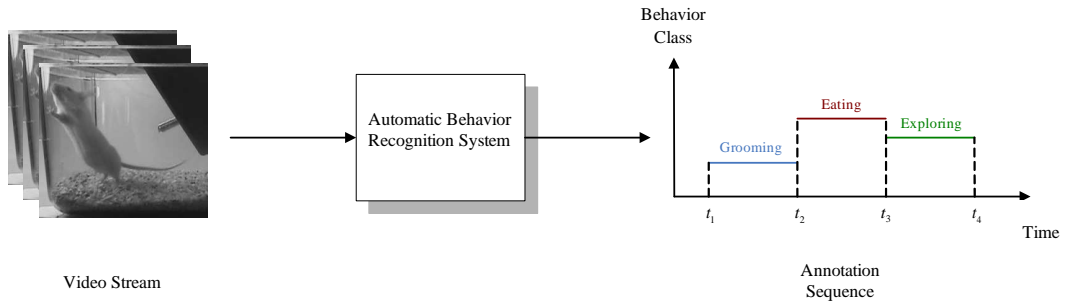 Behavior
Class
Automatic Behavior
Recognition System
Eating
Exploring
Grooming
t1 t2 t3 t4
Time
Video Stream
Annotation
Sequence